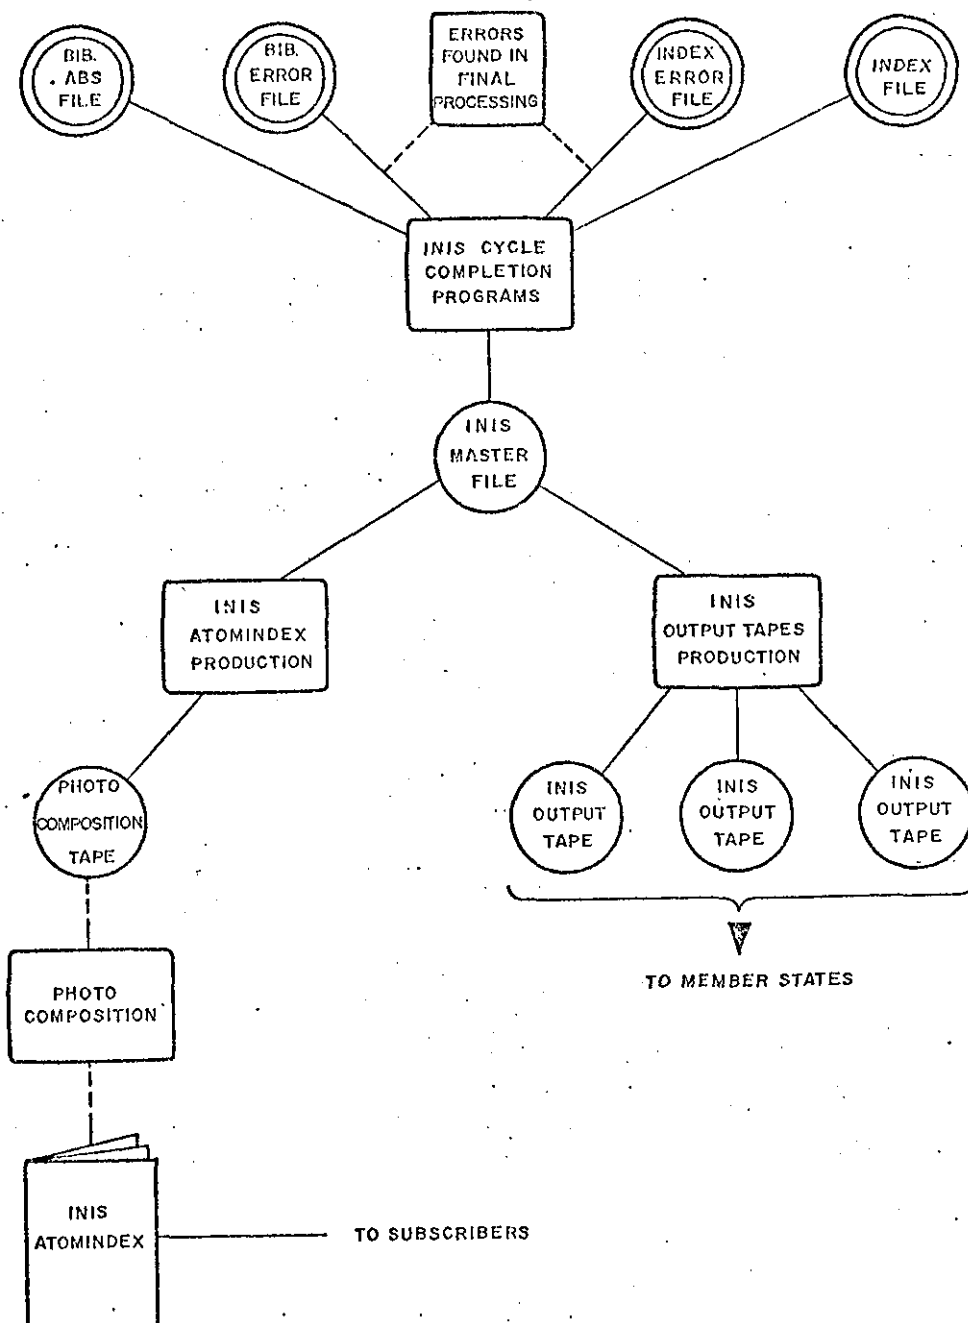 BIB.
ABS
FILE
BIB.
ERROR
FILE
ERRORS
FOUND IN
FINAL
PROCESSING
INDEX
ERROR
FILE
INDEX
FILE
INIS CYCLE
COMPLETION
PROGRAMS
INIS
MASTER
FILE
INIS
ATOMINDEX
PRODUCTION
INIS
OUTPUT TAPES
PRODUCTION
PHOTO
COMPOSITION
TAPE
INIS
OUTPUT
TAPE
INIS
OUTPUT
TAPE
INIS
OUTPUT
TAPE
TO MEMBER STATES
PHOTO
COMPOSITION
INIS
ATOMINDEX
TO SUBSCRIBERS